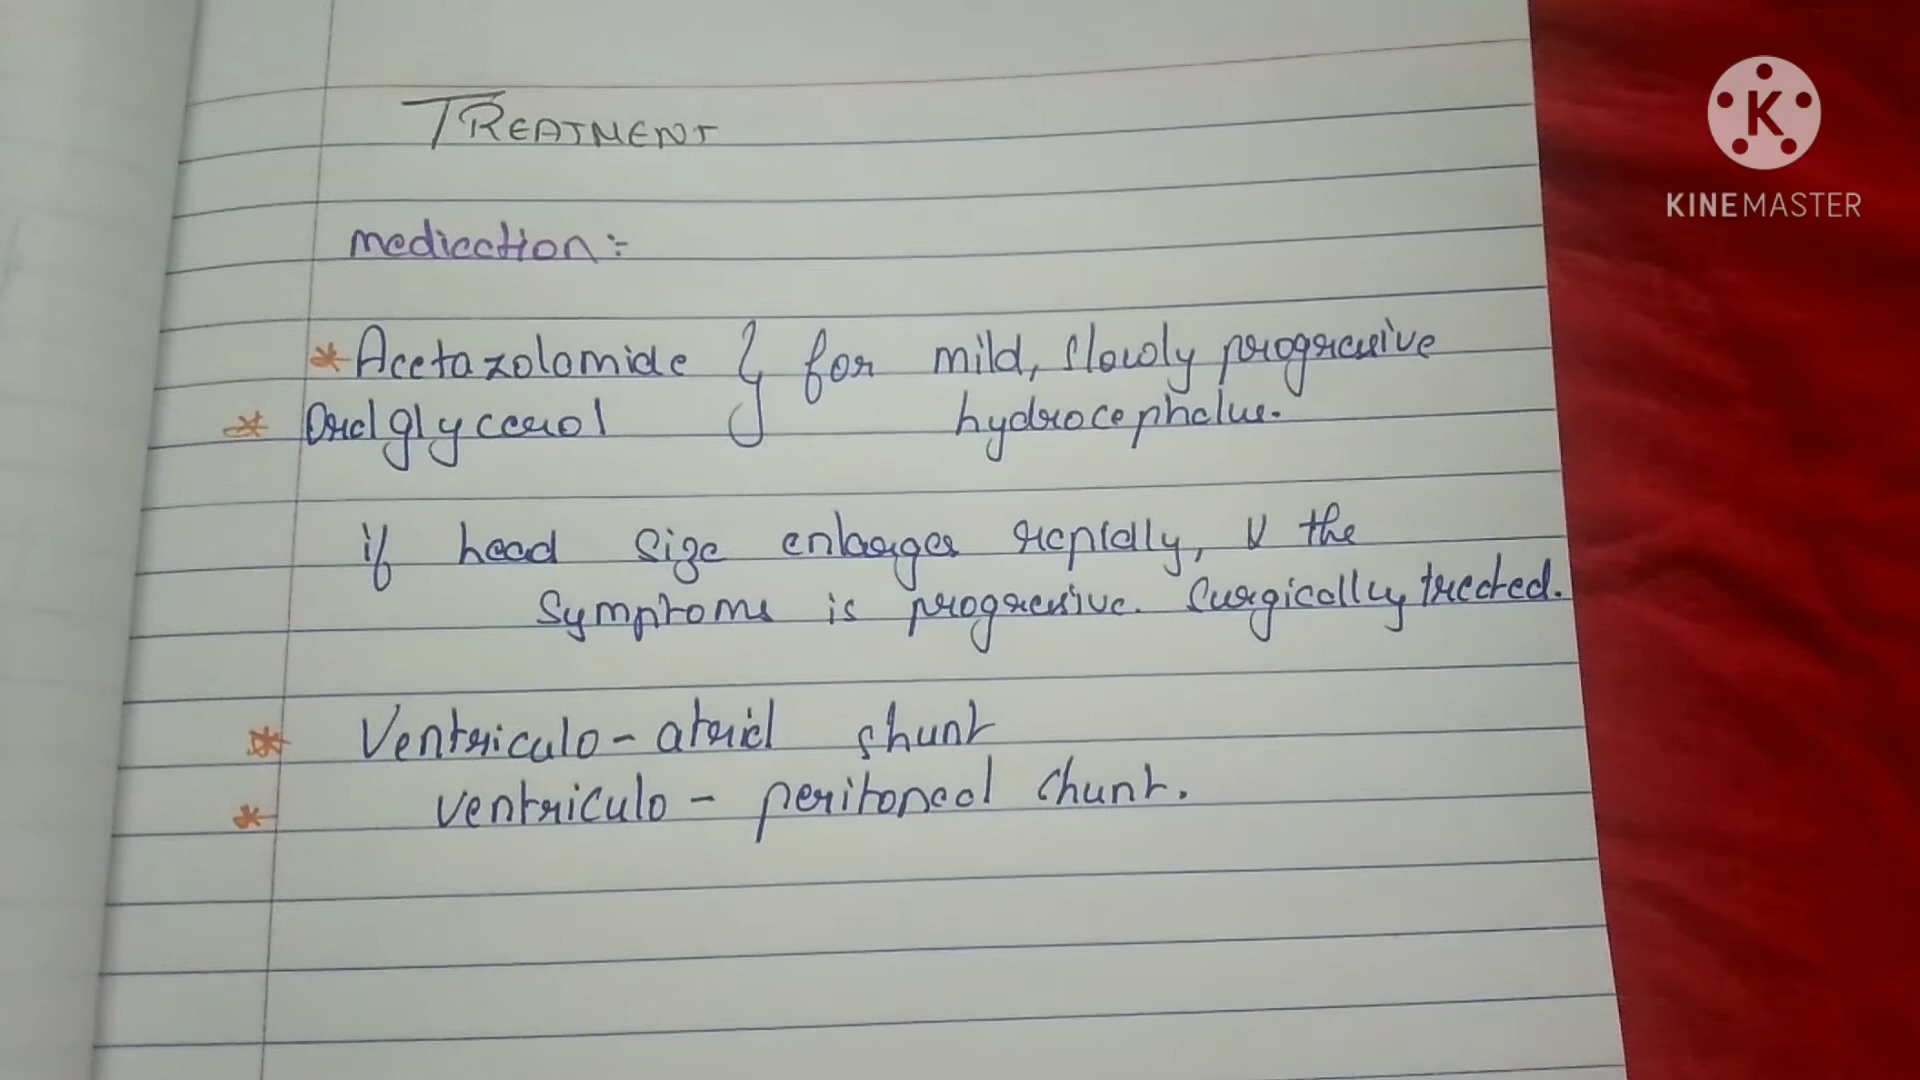 TREATMENT
medication:-
* Acetazolamide } for mild, slowly progressive
* Oral glycerol hydrocephalus.
if head size enlarges rapidly, & the
symptoms is progressive. Surgically treated.
* Ventriculo - atrial shunt
* ventriculo - peritoneal shunt.
K
KINEMASTER